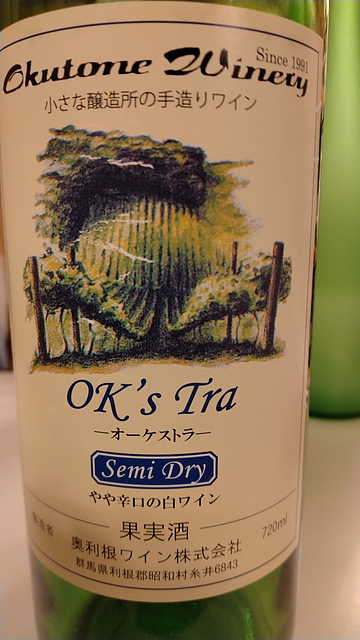 Since 1991
Okutone Winery
小さな醸造所の手造りワイン
OK's Tra
―オーケストラ―
Semi Dry
やや辛口の白ワイン
製造者 果実酒 720ml
奥利根ワイン株式会社
群馬県利根郡昭和村糸井6843